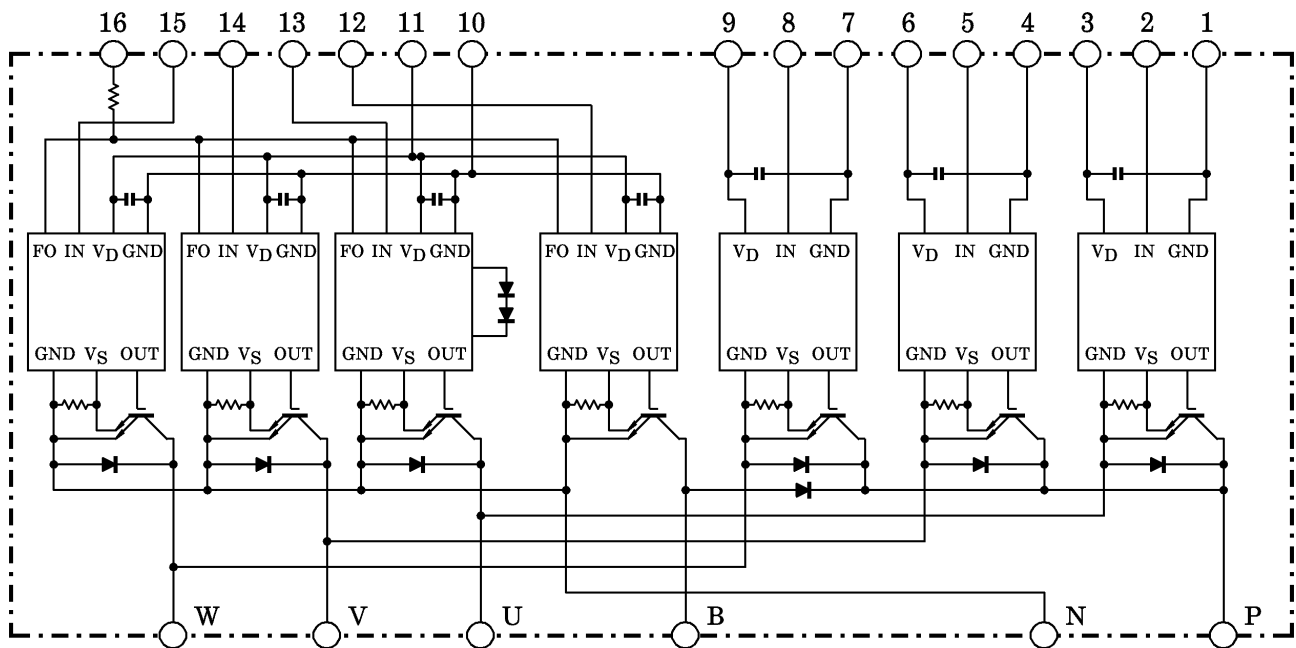 16 15 14 13 12 11 10 9 8 7 6 5 4 3 2 1
FO IN VD GND FO IN VD GND FO IN VD GND FO IN VD GND VD IN GND VD IN GND VD IN GND
GND VS OUT GND VS OUT GND VS OUT GND VS OUT GND VS OUT GND VS OUT GND VS OUT
W V U B N P